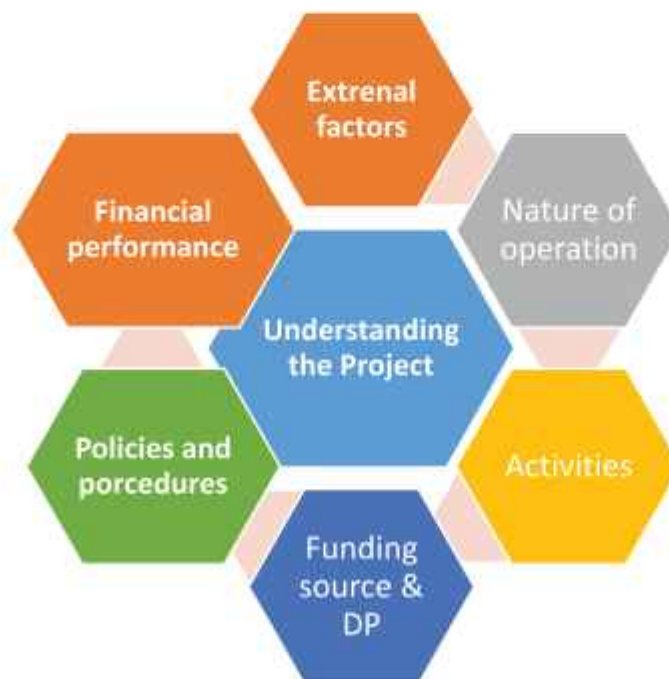 Extrenal
factors
Nature of
operation
Activities
Funding
source &
DP
Policies and
porcedures
Financial
performance
Understanding
the Project